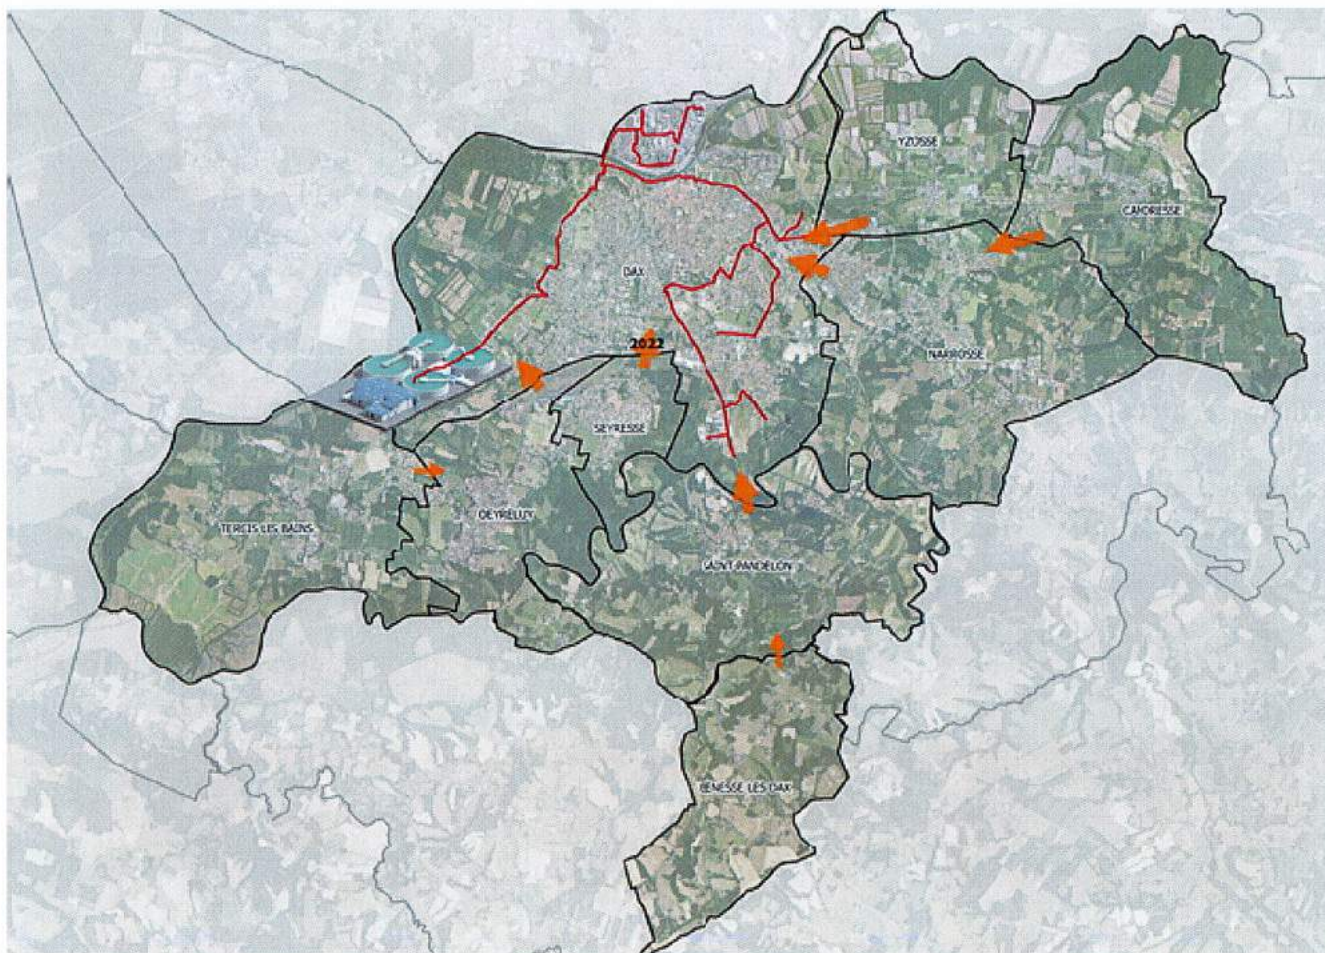 YZOSSE
CANDRESSE
DAX
2022
NARROSSE
SEYRESSE
OEYRELUY
TERCIS LES BAINS
SAINT-PANDELON
BENESSE LES DAX